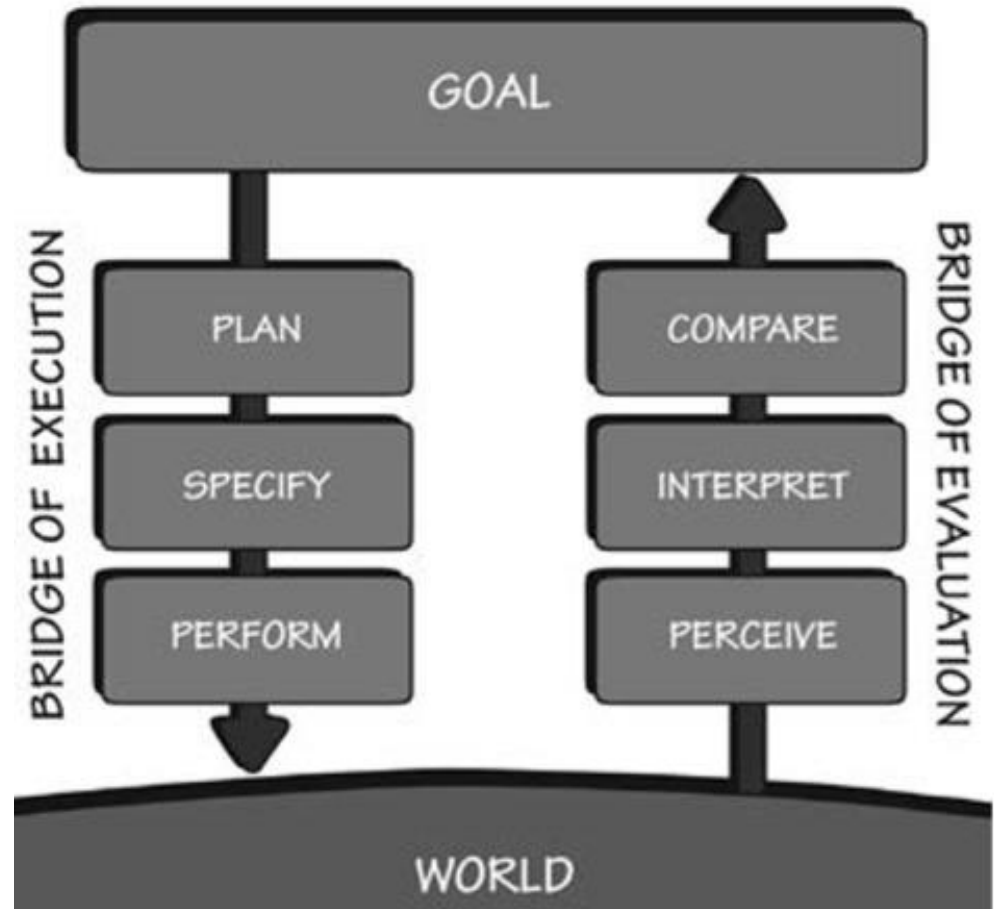 GOAL
BRIDGE OF EXECUTION
PLAN
SPECIFY
PERFORM
COMPARE
INTERPRET
PERCEIVE
BRIDGE OF EVALUATION
WORLD